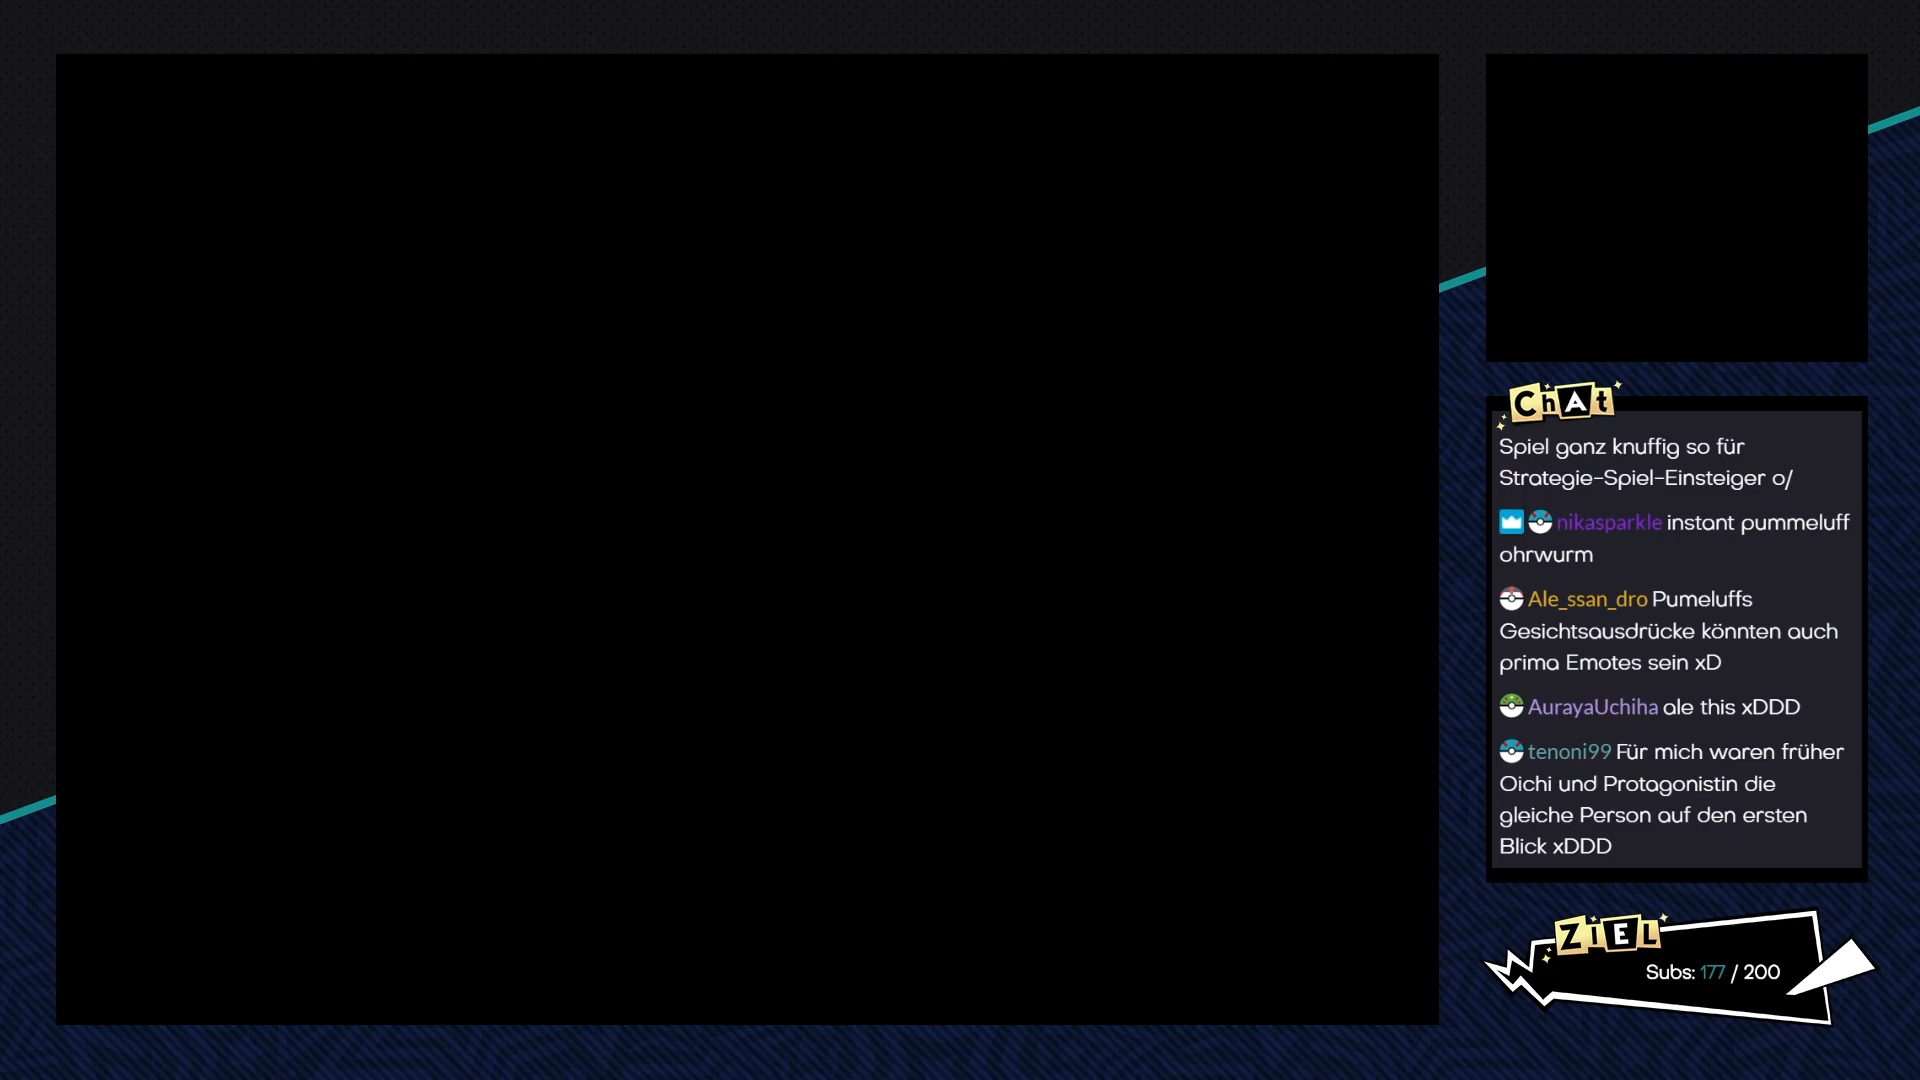 ChAt
Spiel ganz knuffig so für
Strategie-Spiel-Einsteiger o/
nikasparkle instant pummeluff
ohrwurm
Ale_ssan_dro Pumeluffs
Gesichtsausdrücke könnten auch
prima Emotes sein xD
AurayaUchiha ale this xDDD
tenoni99 Für mich waren früher
Oichi und Protagonistin die
gleiche Person auf den ersten
Blick xDDD
ZiEL
Subs: 177 / 200